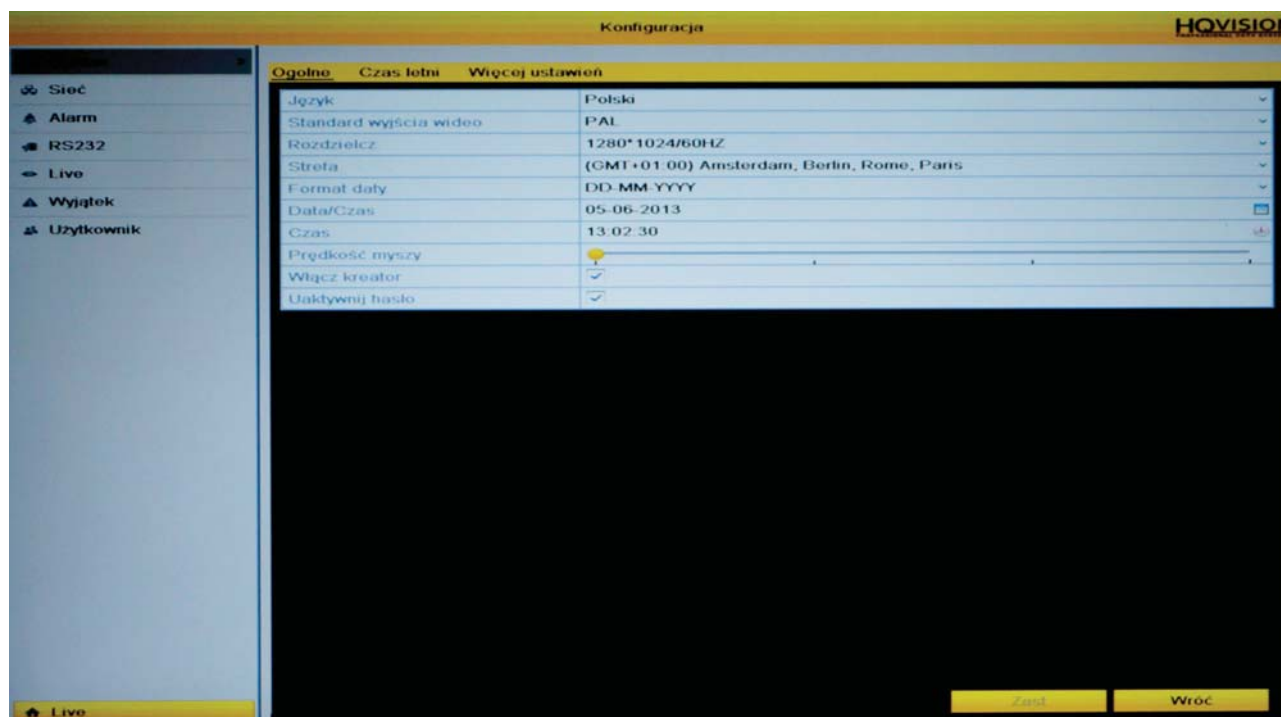 Konfiguracja
HQVISION
Sieć
Alarm
RS232
Live
Wyjątek
Użytkownik
Ogolne Czas letni Więcej ustawień
Język Polski
Standard wyjścia wideo PAL
Rozdzielcz. 1280*1024/60HZ
Strefa (GMT+01:00) Amsterdam, Berlin, Rome, Paris
Format daty DD-MM-YYYY
Data/Czas 05-06-2013
Czas 13:02:30
Prędkość myszy
Włącz kreator
Uaktywnij hasło
Live
Zast.
Wróć